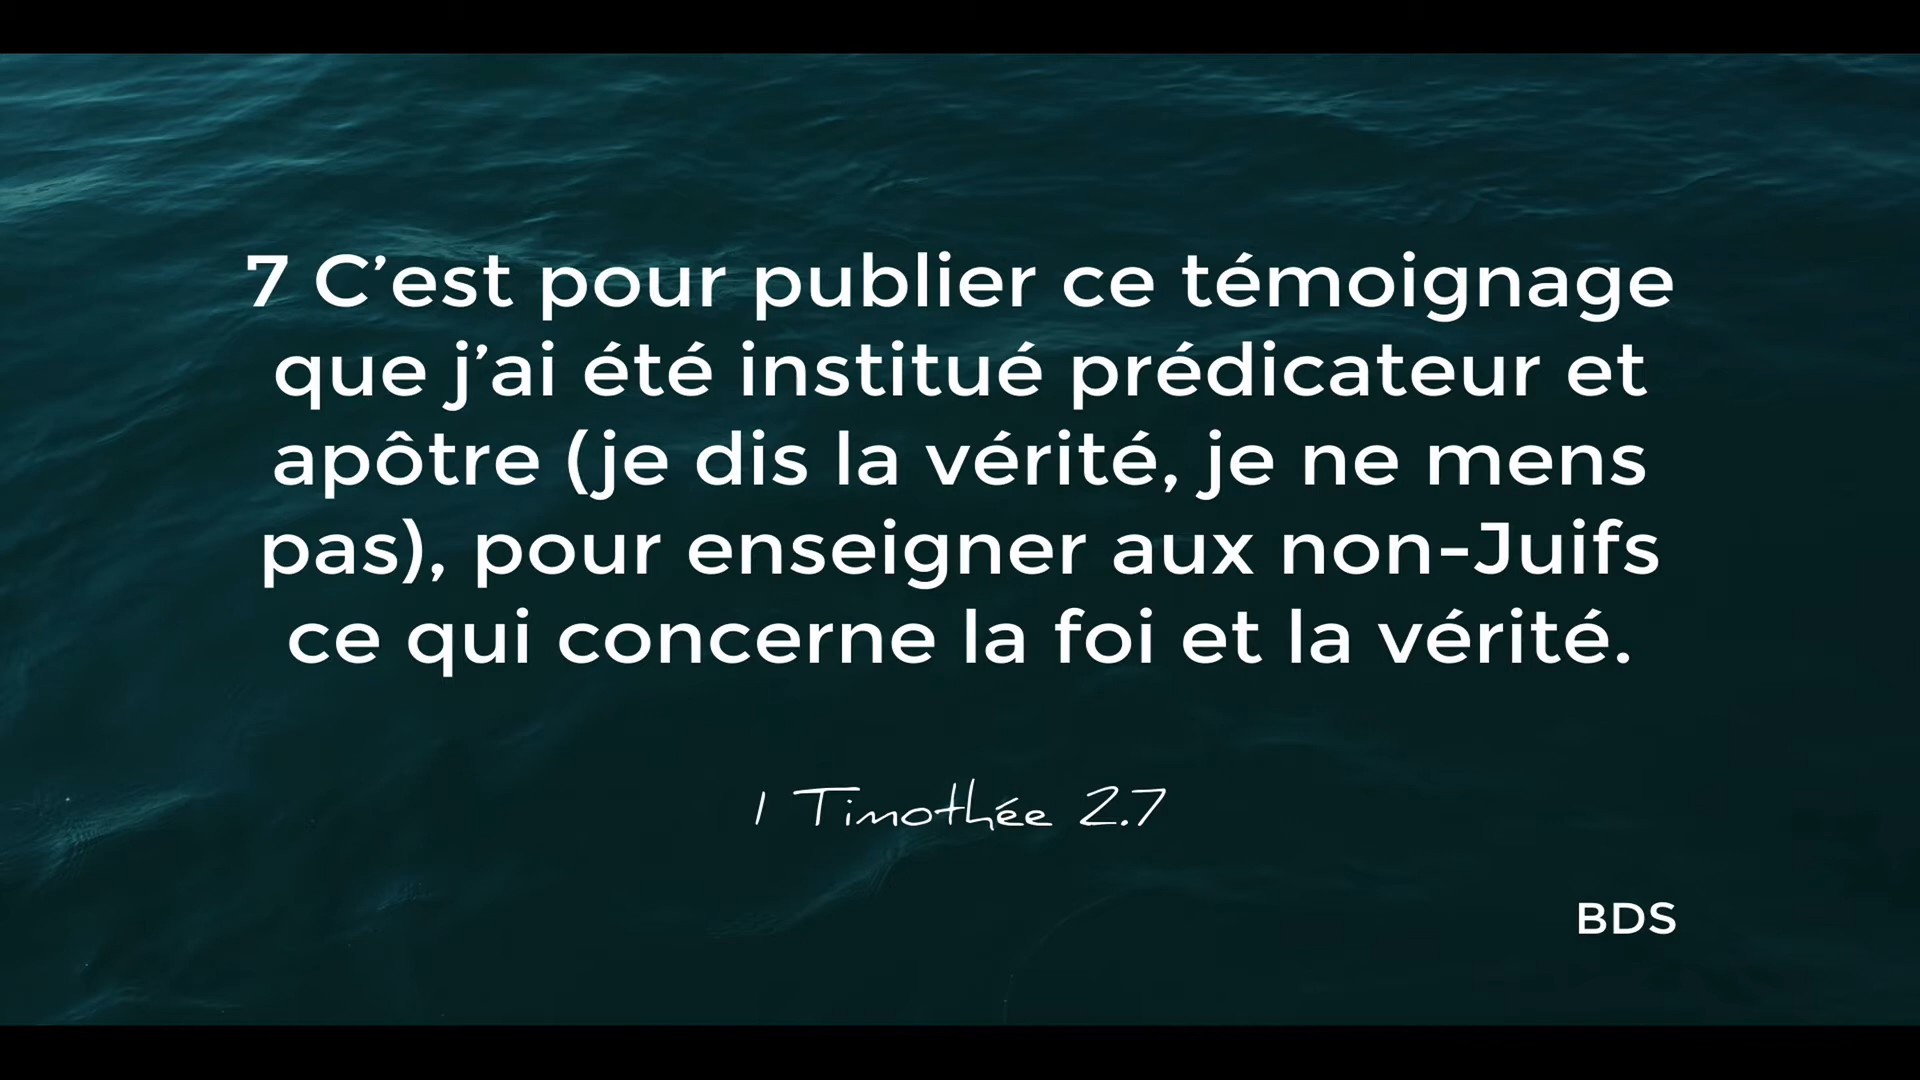 7 C’est pour publier ce témoignage
que j’ai été institué prédicateur et
apôtre (je dis la vérité, je ne mens
pas), pour enseigner aux non-Juifs
ce qui concerne la foi et la vérité.
1 Timothée 2.7
BDS